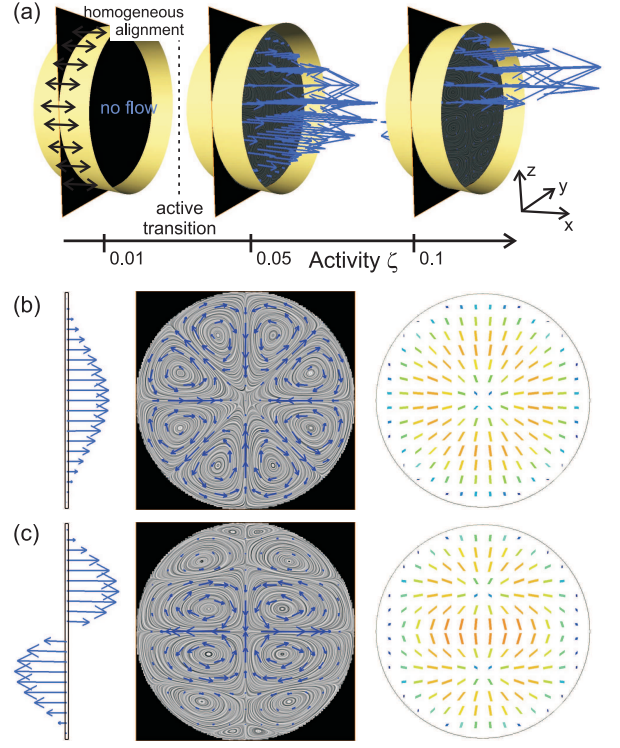 (a)
homogeneous
alignment
no flow
active
transition
z
y
x
0.01
0.05
Activity ζ
0.1
(b)
(c)